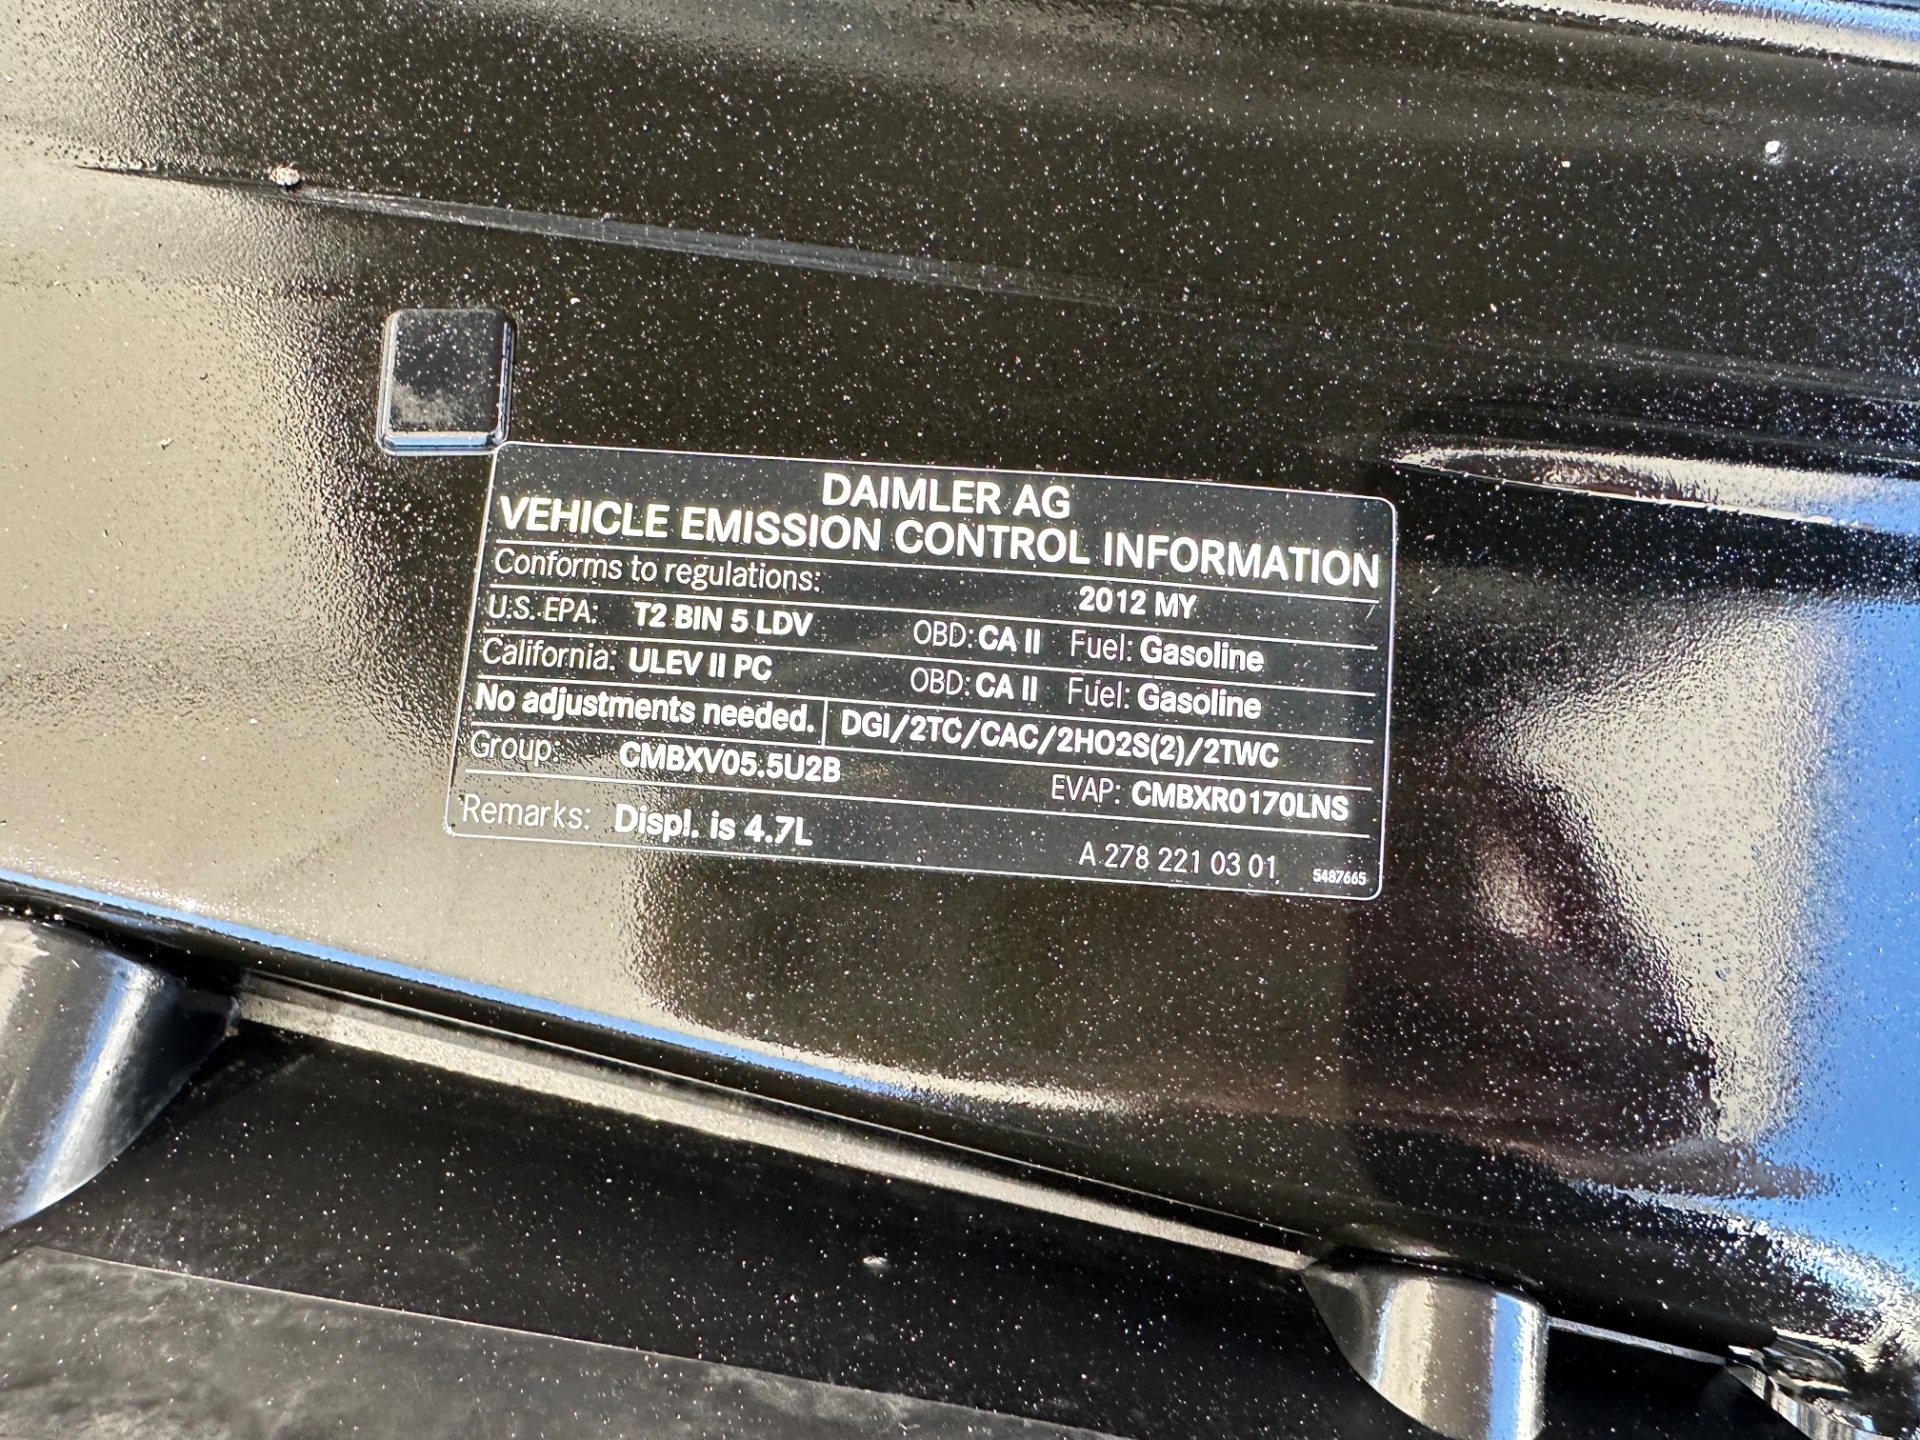 DAIMLER AG
VEHICLE EMISSION CONTROL INFORMATION
Conforms to regulations: 2012 MY
U.S. EPA: T2 BIN 5 LDV OBD: CA II Fuel: Gasoline
California: ULEV II PC OBD: CA II Fuel: Gasoline
No adjustments needed. DGI/2TC/CAC/2HO2S(2)/2TWC
Group: CMBXV05.5U2B EVAP: CMBXR0170LNS
Remarks: Displ. is 4.7L
A 278 221 03 01 5487665